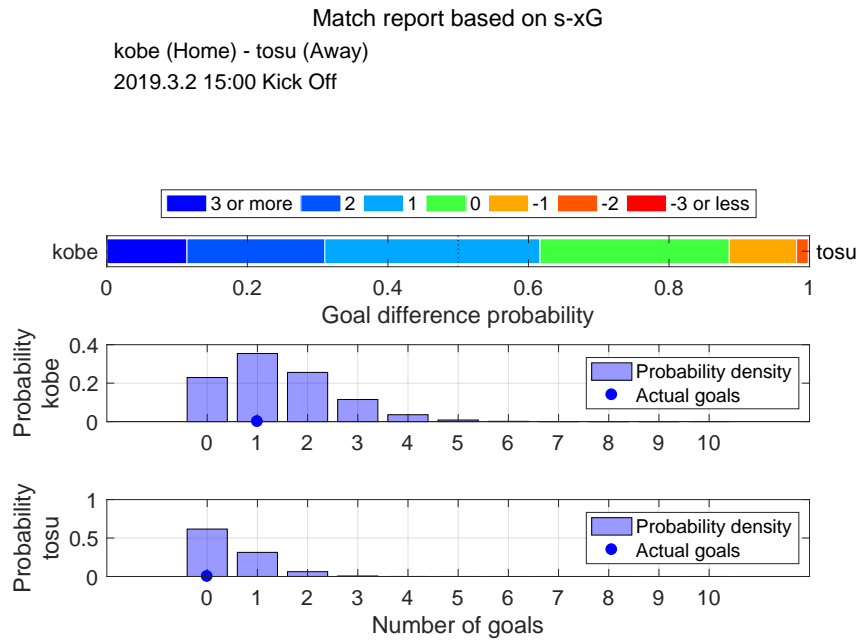 Match report based on s-xG
kobe (Home) - tosu (Away)
2019.3.2 15:00 Kick Off
3 or more 2 1 0 -1 -2 -3 or less
kobe tosu
0 0.2 0.4 0.6 0.8 1
Goal difference probability
Probability
kobe
0.4
0.2
0
Probability density
Actual goals
0 1 2 3 4 5 6 7 8 9 10
Probability
tosu
1
0.5
0
Probability density
Actual goals
0 1 2 3 4 5 6 7 8 9 10
Number of goals